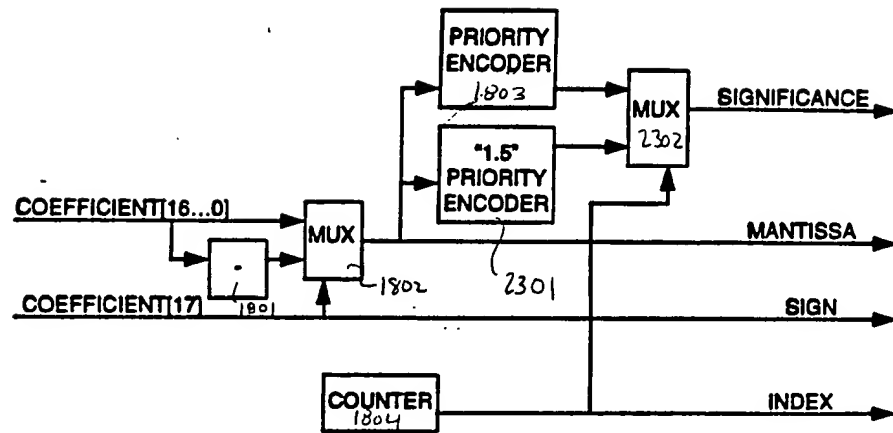 PRIORITY
ENCODER
1803
MUX
2302
SIGNIFICANCE
"1.5"
PRIORITY
ENCODER
2301
COEFFICIENT[16...0]
MUX
1802
MANTISSA
-
1801
COEFFICIENT[17]
SIGN
COUNTER
1804
INDEX